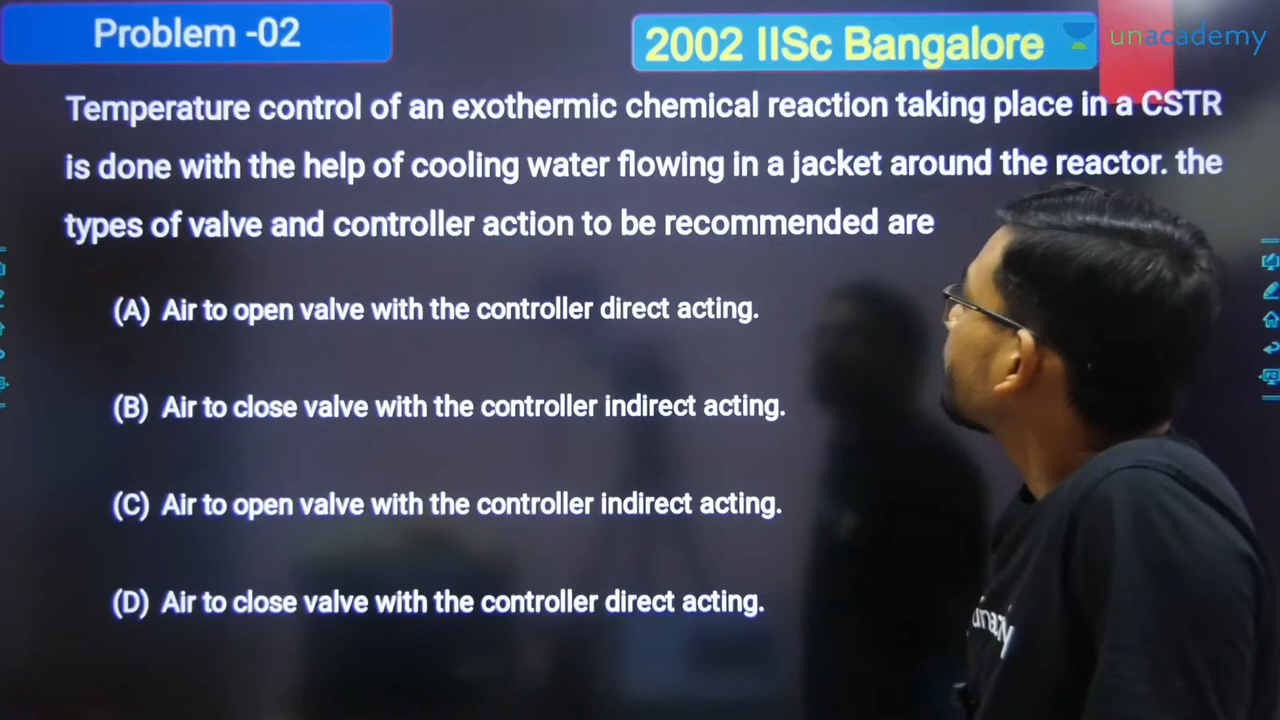 Problem -02
2002 IISc Bangalore
unacademy
Temperature control of an exothermic chemical reaction taking place in a CSTR
is done with the help of cooling water flowing in a jacket around the reactor. the
types of valve and controller action to be recommended are
(A) Air to open valve with the controller direct acting.
(B) Air to close valve with the controller indirect acting.
(C) Air to open valve with the controller indirect acting.
(D) Air to close valve with the controller direct acting.